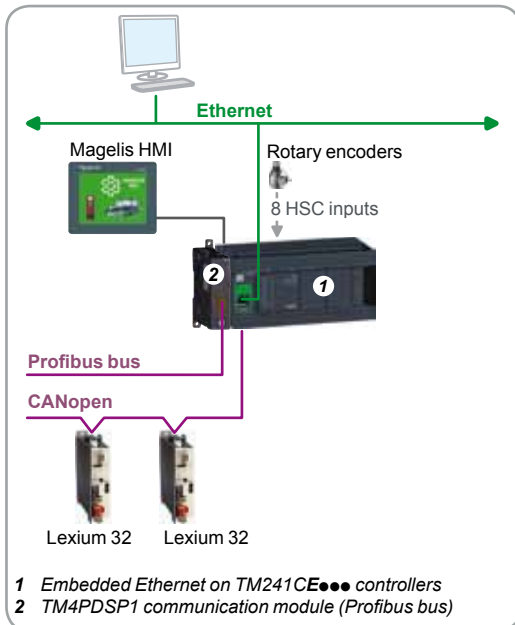 Ethernet
Magelis HMI
Rotary encoders
8 HSC inputs
2
1
Profibus bus
CANopen
Lexium 32
Lexium 32
1 Embedded Ethernet on TM241CE●●● controllers
2 TM4PDSP1 communication module (Profibus bus)